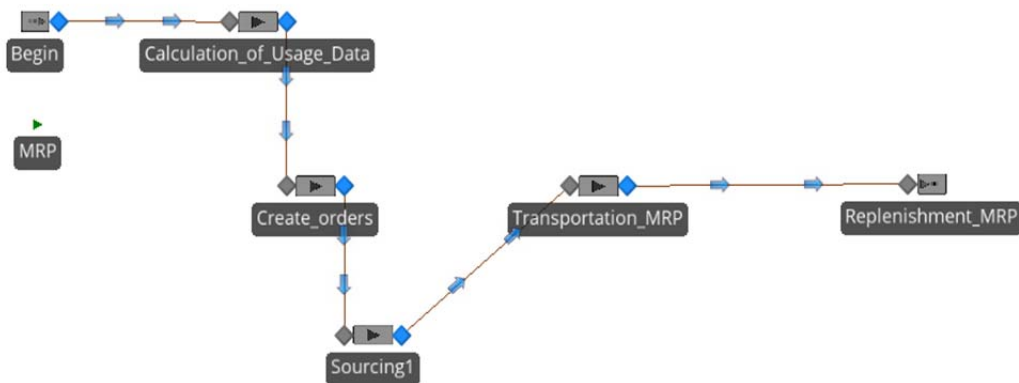 Begin
Calculation_of_Usage_Data
MRP
Create_orders
Transportation_MRP
Replenishment_MRP
Sourcing1